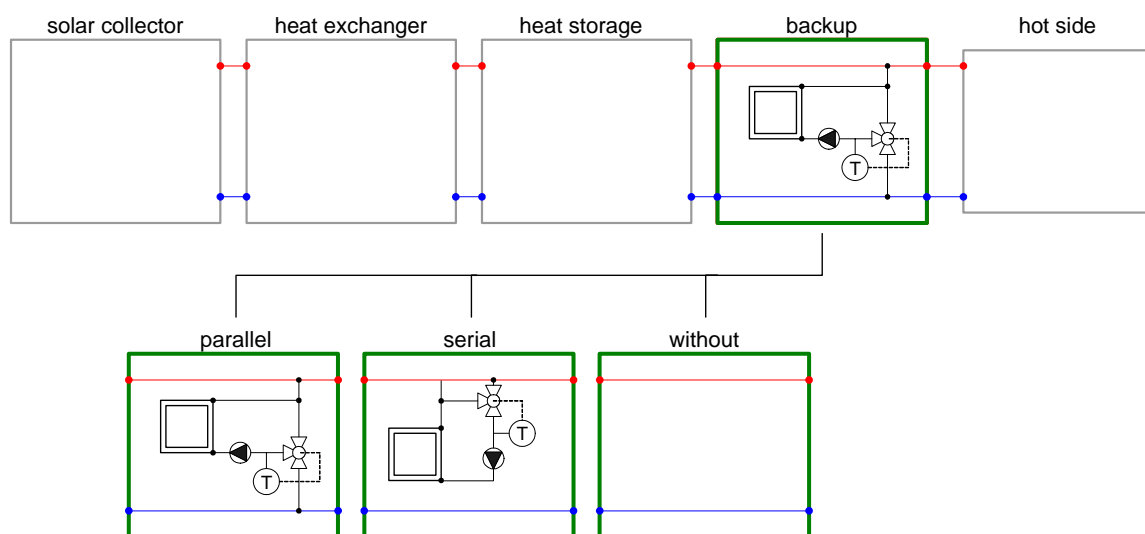 solar collector
heat exchanger
heat storage
backup
hot side
T
parallel
serial
without
T
T